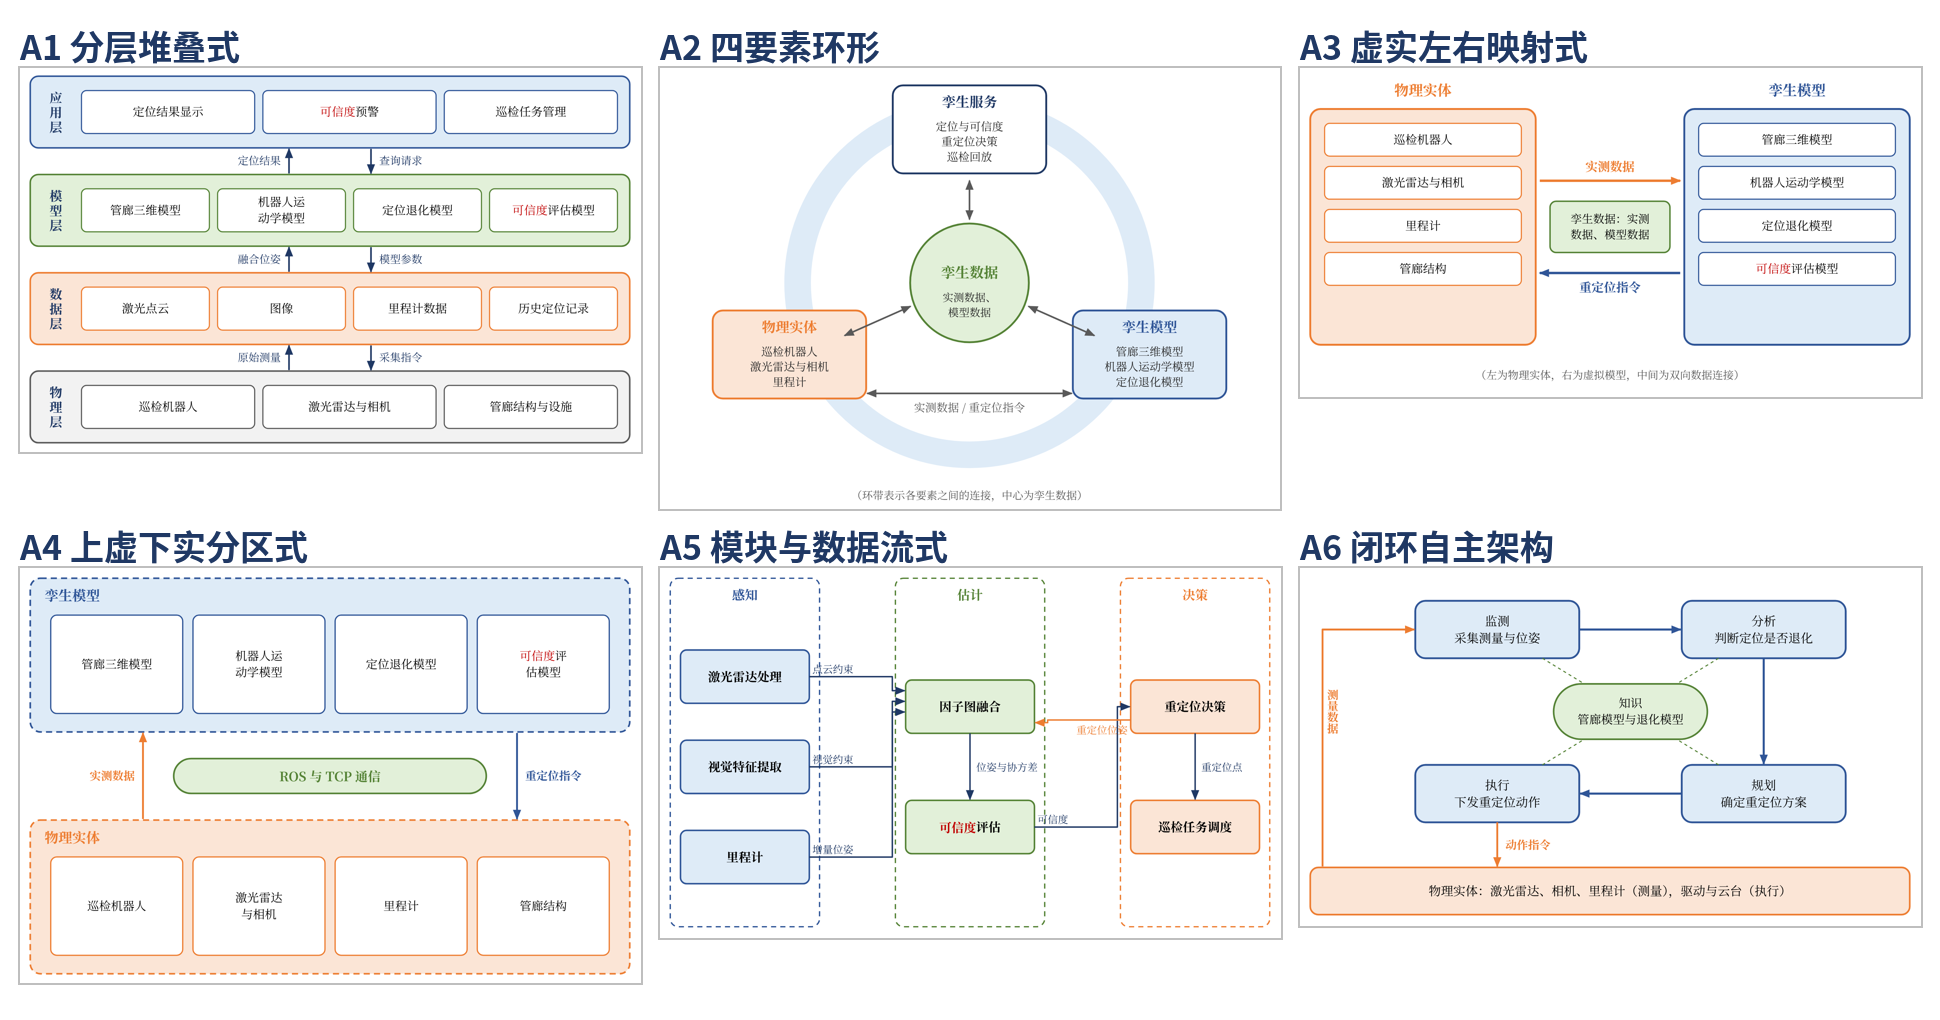 A1 分层堆叠式
应用层
定位结果显示
可信度预警
巡检任务管理
定位结果
查询请求
模型层
管廊三维模型
机器人运
动学模型
定位退化模型
可信度评估模型
融合位姿
模型参数
数据层
激光点云
图像
里程计数据
历史定位记录
原始测量
采集指令
物理层
巡检机器人
激光雷达与相机
管廊结构与设施
A2 四要素环形
孪生服务
定位与可信度
重定位决策
巡检回放
孪生数据
实测数据、
模型数据
物理实体
巡检机器人
激光雷达与相机
里程计
孪生模型
管廊三维模型
机器人运动学模型
定位退化模型
实测数据 / 重定位指令
（环带表示各要素之间的连接，中心为孪生数据）
A3 虚实左右映射式
物理实体
孪生模型
巡检机器人
激光雷达与相机
里程计
管廊结构
实测数据
孪生数据：实测
数据、模型数据
重定位指令
管廊三维模型
机器人运动学模型
定位退化模型
可信度评估模型
（左为物理实体，右为虚拟模型，中间为双向数据连接）
A4 上虚下实分区式
孪生模型
管廊三维模型
机器人运
动学模型
定位退化模型
可信度评
估模型
实测数据
ROS 与 TCP 通信
重定位指令
物理实体
巡检机器人
激光雷达
与相机
里程计
管廊结构
A5 模块与数据流式
感知
估计
决策
激光雷达处理
点云约束
视觉特征提取
视觉约束
里程计
增量位姿
因子图融合
位姿与协方差
可信度评估
可信度
重定位位姿
重定位决策
重定位点
巡检任务调度
A6 闭环自主架构
监测
采集测量与位姿
分析
判断定位是否退化
知识
管廊模型与退化模型
测量数据
执行
下发重定位动作
规划
确定重定位方案
动作指令
物理实体：激光雷达、相机、里程计（测量），驱动与云台（执行）